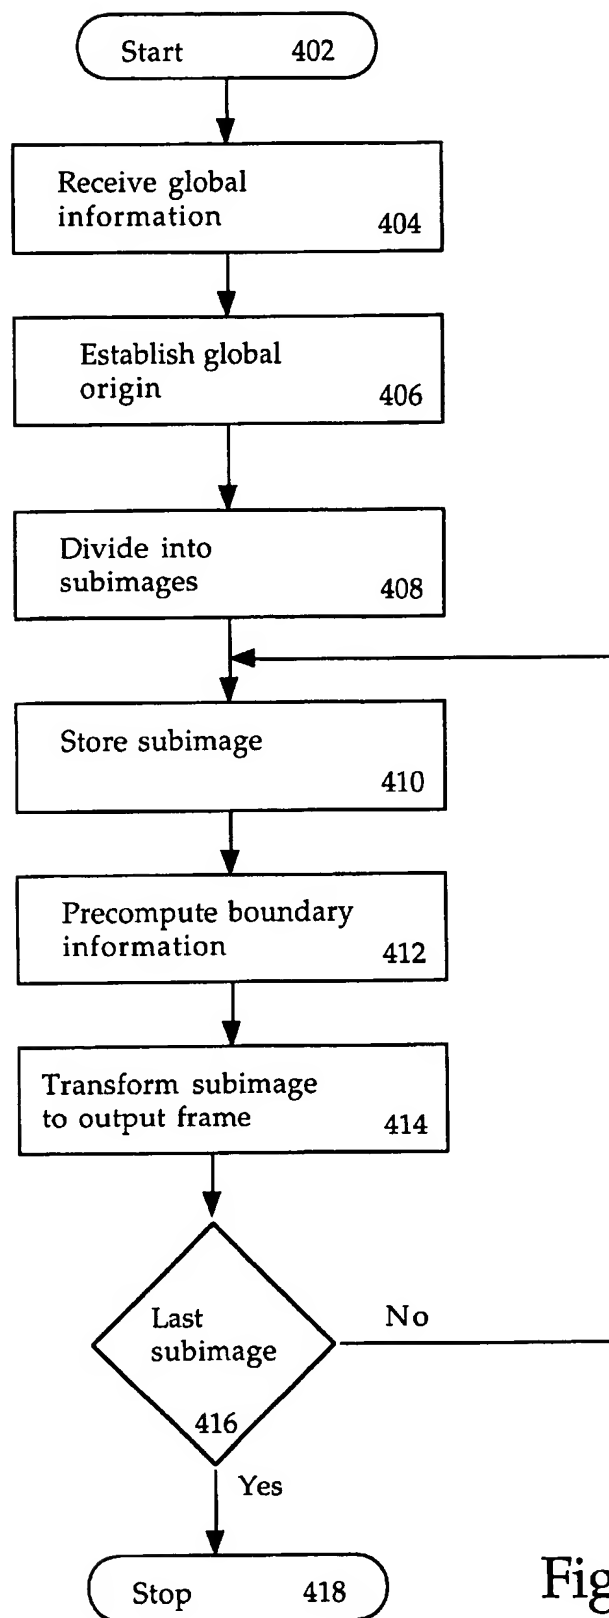 Start 402
Receive global
information 404
Establish global
origin 406
Divide into
subimages 408
Store subimage
410
Precompute boundary
information 412
Transform subimage
to output frame 414
Last
subimage
No
416
Yes
Stop 418
Fig